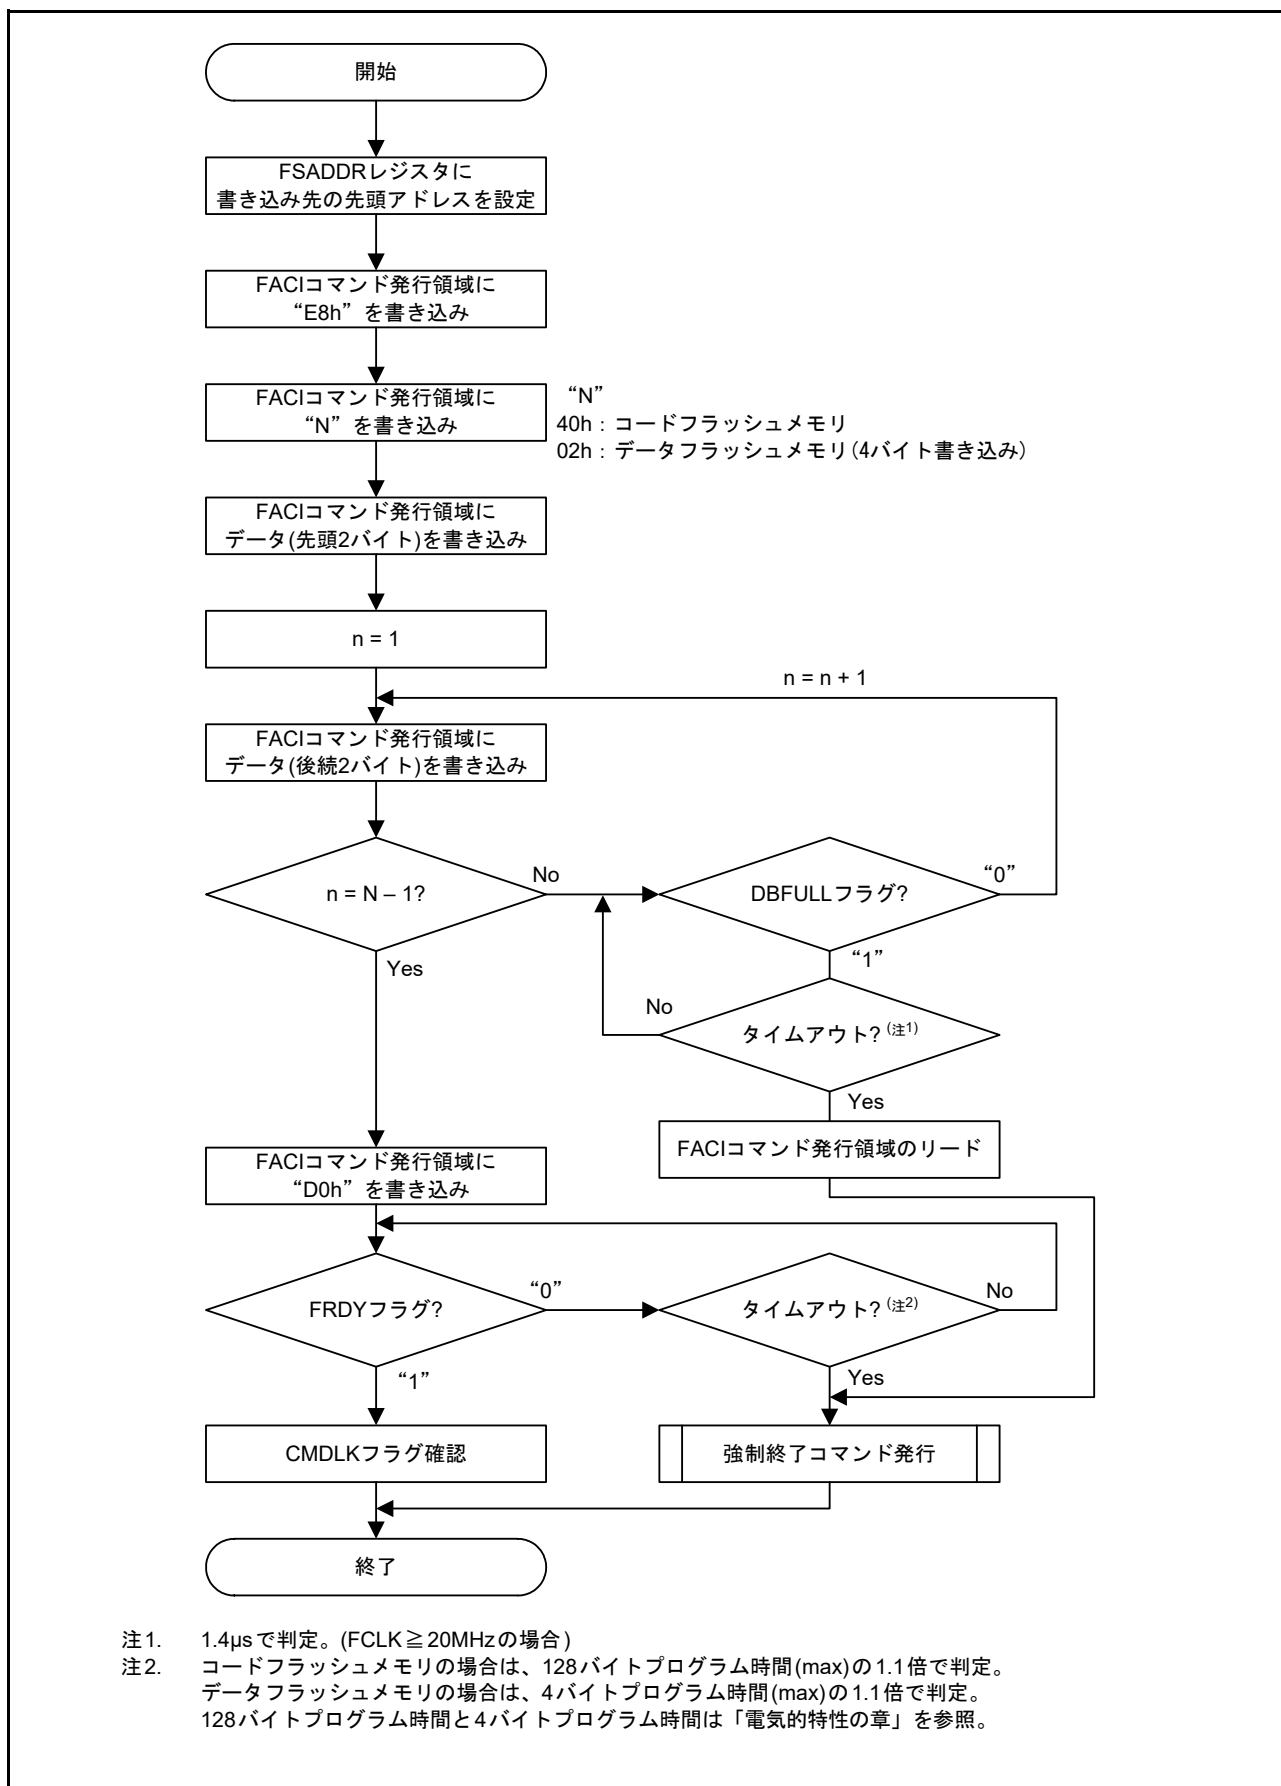 開始
FSADDRレジスタに
書き込み先の先頭アドレスを設定
FACIコマンド発行領域に
“E8h”を書き込み
FACIコマンド発行領域に
“N”を書き込み
“N”
40h：コードフラッシュメモリ
02h：データフラッシュメモリ(4バイト書き込み)
FACIコマンド発行領域に
データ(先頭2バイト)を書き込み
n = 1
n = n + 1
FACIコマンド発行領域に
データ(後続2バイト)を書き込み
n = N – 1?
No
DBFULLフラグ?
“0”
Yes
“1”
No
タイムアウト? (注1)
Yes
FACIコマンド発行領域のリード
FACIコマンド発行領域に
“D0h”を書き込み
FRDYフラグ?
“0”
タイムアウト? (注2)
No
“1”
Yes
CMDLKフラグ確認
強制終了コマンド発行
終了
注1. 1.4μsで判定。(FCLK≧20MHzの場合)
注2. コードフラッシュメモリの場合は、128バイトプログラム時間(max)の1.1倍で判定。
データフラッシュメモリの場合は、4バイトプログラム時間(max)の1.1倍で判定。
128バイトプログラム時間と4バイトプログラム時間は「電気的特性の章」を参照。